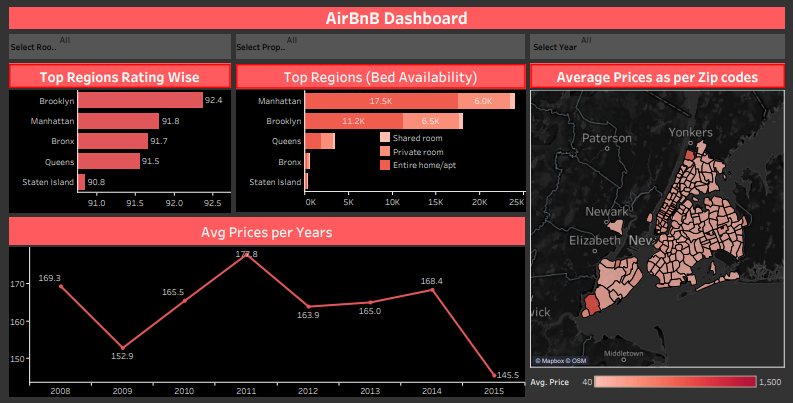 AirBnB Dashboard
Select Roo.. All
Select Prop.. All
Select Year All
Top Regions Rating Wise
Brooklyn 92.4
Manhattan 91.8
Bronx 91.7
Queens 91.5
Staten Island 90.8
91.0 91.5 92.0 92.5
Top Regions (Bed Availability)
Manhattan 17.5K 6.0K
Brooklyn 11.2K 6.5K
Queens
Bronx
Staten Island
Shared room
Private room
Entire home/apt
0K 5K 10K 15K 20K 25K
Average Prices as per Zip codes
Yonkers
Paterson
Newark
Elizabeth
New
wick
Middletown
© Mapbox © OSM
Avg. Price 40 1,500
Avg Prices per Years
170
160
150
169.3
152.9
165.5
177.8
163.9
165.0
168.4
145.5
2008 2009 2010 2011 2012 2013 2014 2015